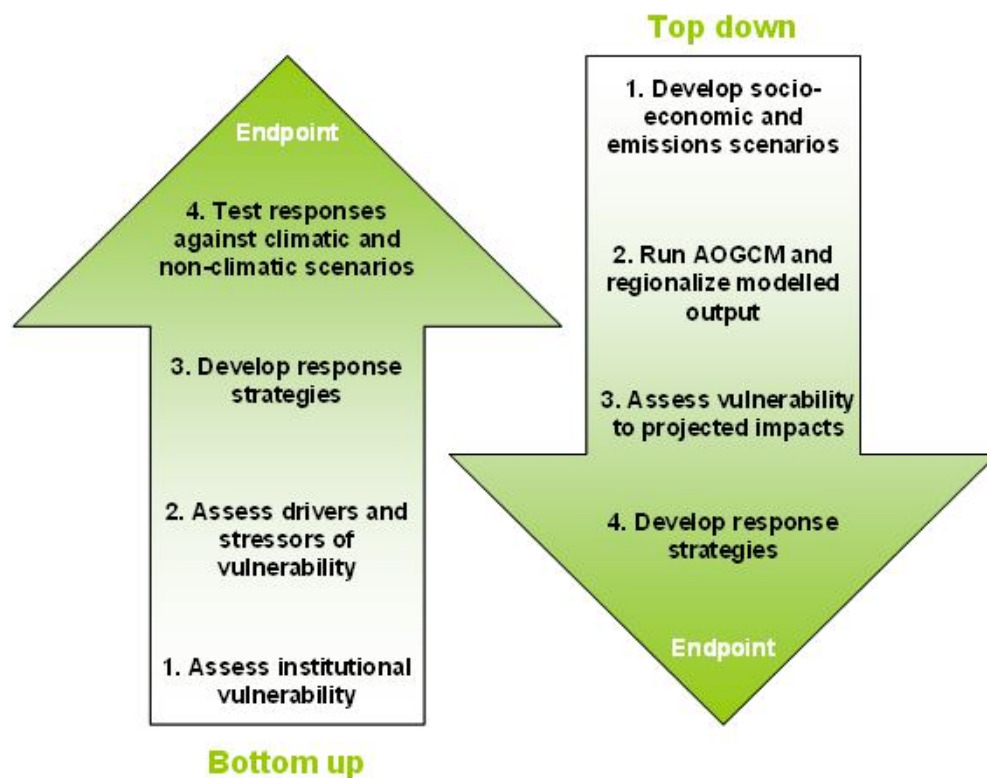 Top down
1. Develop socio-
economic and
emissions scenarios
2. Run AOGCM and
regionalize modelled
output
3. Assess vulnerability
to projected impacts
4. Develop response
strategies
Endpoint
Endpoint
4. Test responses
against climatic and
non-climatic scenarios
3. Develop response
strategies
2. Assess drivers and
stressors of
vulnerability
1. Assess institutional
vulnerability
Bottom up